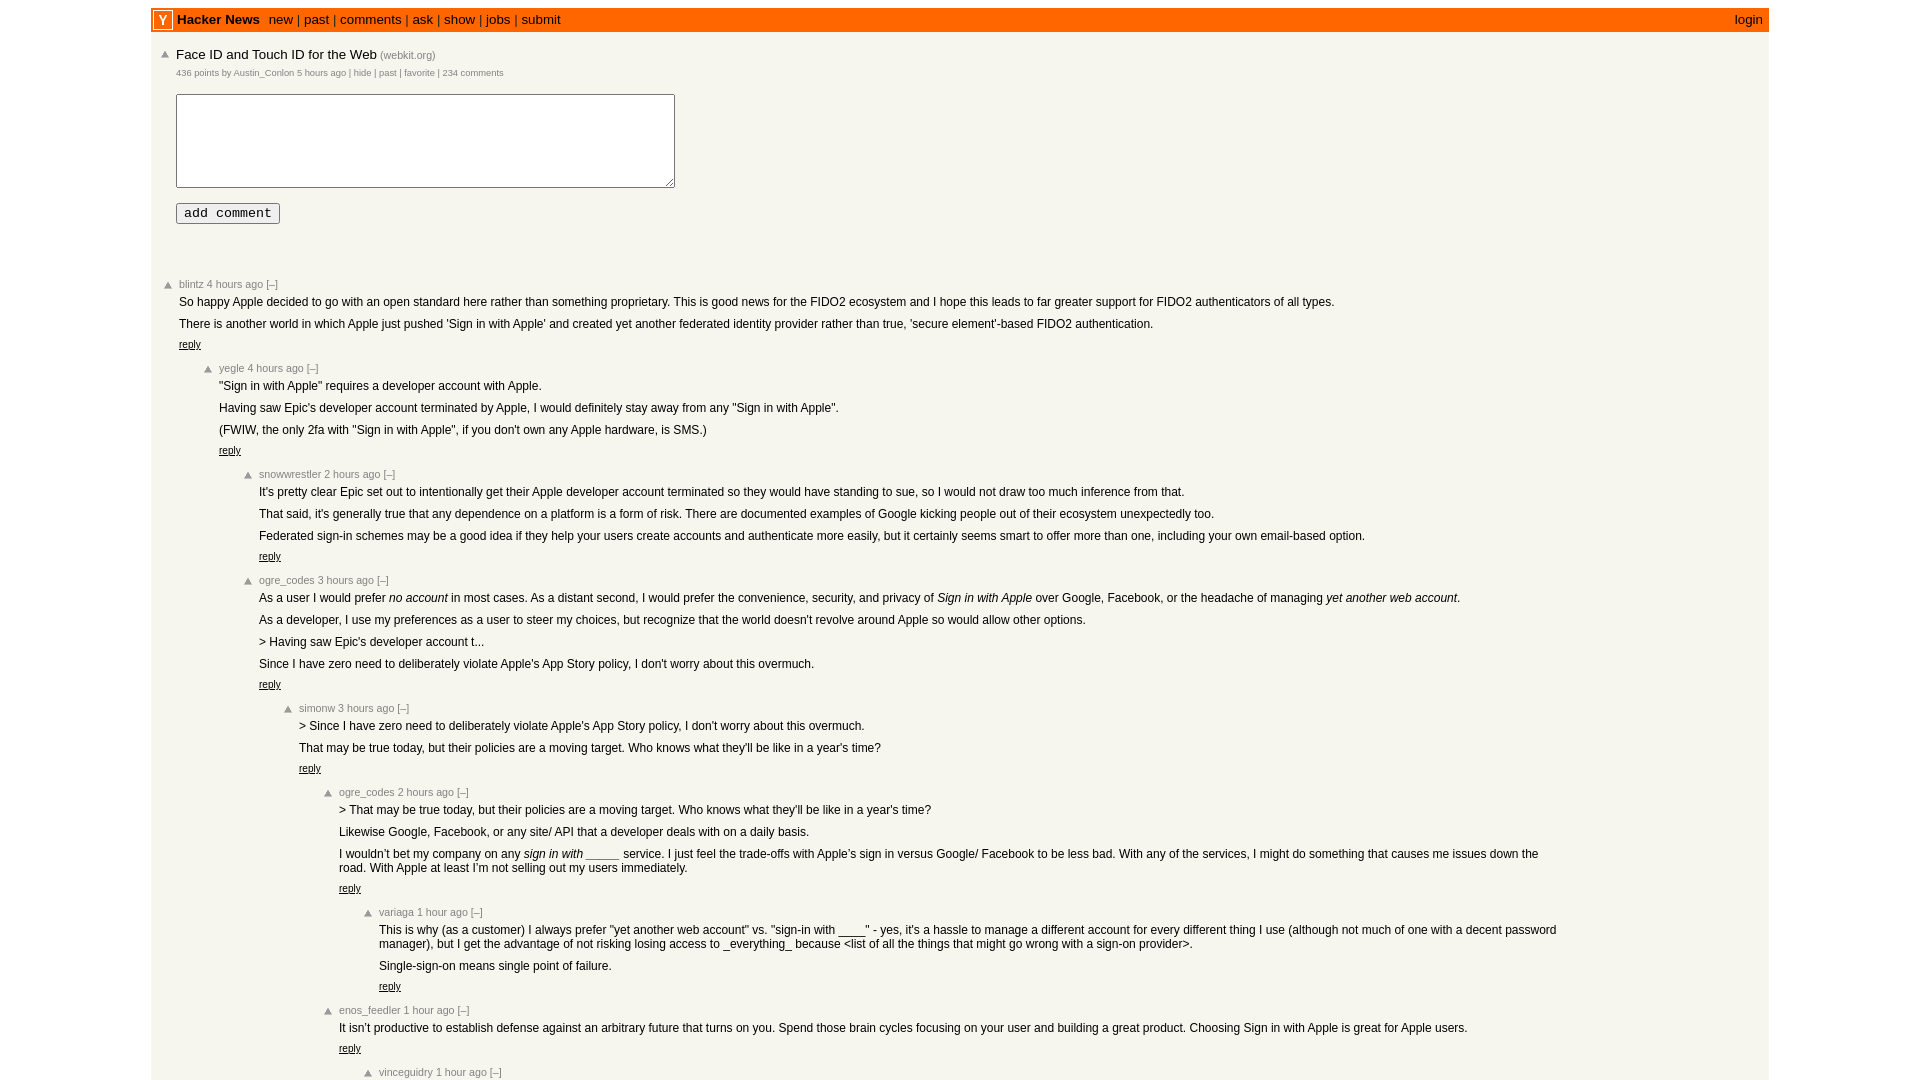 Y Hacker News new | past | comments | ask | show | jobs | submit login
Face ID and Touch ID for the Web (webkit.org)
436 points by Austin_Conlon 5 hours ago | hide | past | favorite | 234 comments
add comment
blintz 4 hours ago [–]
So happy Apple decided to go with an open standard here rather than something proprietary. This is good news for the FIDO2 ecosystem and I hope this leads to far greater support for FIDO2 authenticators of all types.
There is another world in which Apple just pushed 'Sign in with Apple' and created yet another federated identity provider rather than true, 'secure element'-based FIDO2 authentication.
reply
yegle 4 hours ago [–]
"Sign in with Apple" requires a developer account with Apple.
Having saw Epic's developer account terminated by Apple, I would definitely stay away from any "Sign in with Apple".
(FWIW, the only 2fa with "Sign in with Apple", if you don't own any Apple hardware, is SMS.)
reply
snowwrestler 2 hours ago [–]
It's pretty clear Epic set out to intentionally get their Apple developer account terminated so they would have standing to sue, so I would not draw too much inference from that.
That said, it's generally true that any dependence on a platform is a form of risk. There are documented examples of Google kicking people out of their ecosystem unexpectedly too.
Federated sign-in schemes may be a good idea if they help your users create accounts and authenticate more easily, but it certainly seems smart to offer more than one, including your own email-based option.
reply
ogre_codes 3 hours ago [–]
As a user I would prefer no account in most cases. As a distant second, I would prefer the convenience, security, and privacy of Sign in with Apple over Google, Facebook, or the headache of managing yet another web account.
As a developer, I use my preferences as a user to steer my choices, but recognize that the world doesn't revolve around Apple so would allow other options.
> Having saw Epic's developer account t...
Since I have zero need to deliberately violate Apple's App Story policy, I don't worry about this overmuch.
reply
simonw 3 hours ago [–]
> Since I have zero need to deliberately violate Apple's App Story policy, I don't worry about this overmuch.
That may be true today, but their policies are a moving target. Who knows what they'll be like in a year's time?
reply
ogre_codes 2 hours ago [–]
> That may be true today, but their policies are a moving target. Who knows what they'll be like in a year's time?
Likewise Google, Facebook, or any site/ API that a developer deals with on a daily basis.
I wouldn’t bet my company on any sign in with _____ service. I just feel the trade-offs with Apple’s sign in versus Google/ Facebook to be less bad. With any of the services, I might do something that causes me issues down the
road. With Apple at least I’m not selling out my users immediately.
reply
variaga 1 hour ago [–]
This is why (as a customer) I always prefer "yet another web account" vs. "sign-in with ____" - yes, it's a hassle to manage a different account for every different thing I use (although not much of one with a decent password
manager), but I get the advantage of not risking losing access to _everything_ because <list of all the things that might go wrong with a sign-on provider>.
Single-sign-on means single point of failure.
reply
enos_feedler 1 hour ago [–]
It isn’t productive to establish defense against an arbitrary future that turns on you. Spend those brain cycles focusing on your user and building a great product. Choosing Sign in with Apple is great for Apple users.
reply
vinceguidry 1 hour ago [–]